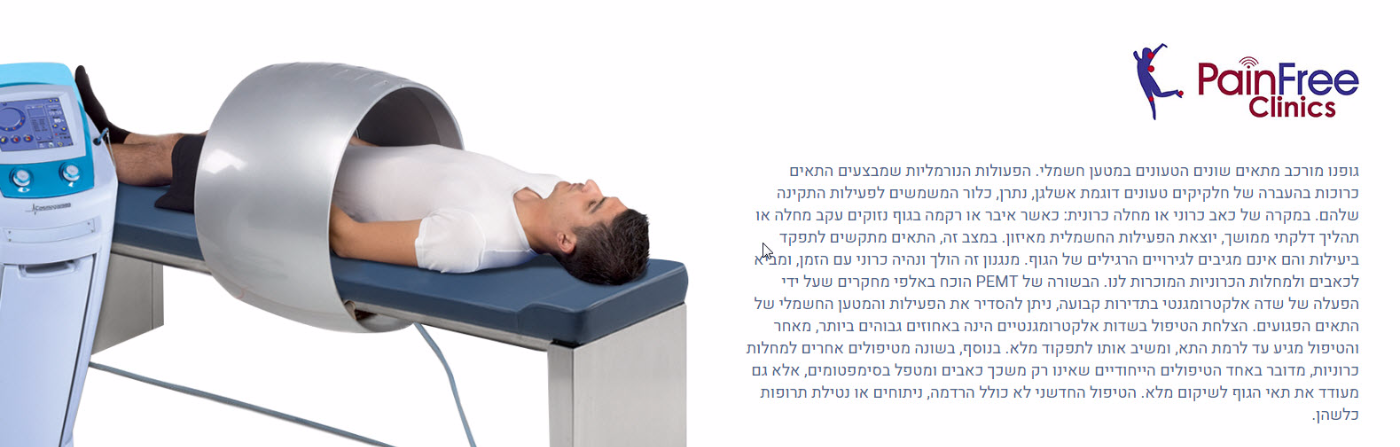 PainFree
Clinics
גופנו מורכב מתאים שונים הטעונים במטען חשמלי. הפעולות הנורמליות שמבצעים התאים
כרוכות בהעברה של חלקיקים טעונים דוגמת אשלגן, נתרן, כלור המשמשים לפעילות התקינה
שלהם. במקרה של כאב כרוני או מחלה כרונית: כאשר איבר או רקמה בגוף נזוקים עקב מחלה או
תהליך דלקתי ממושך, יוצאת הפעילות החשמלית מאיזון. במצב זה, התאים מתקשים לתפקד
ביעילות והם אינם מגיבים לגירויים הרגילים של הגוף. מנגנון זה הולך ונהיה כרוני עם הזמן, ומביא
לכאבים ולמחלות הכרוניות המוכרות לנו. הבשורה של PEMT הוכח באלפי מחקרים שעל ידי
הפעלה של שדה אלקטרומגנטי בתדירות קבועה, ניתן להסדיר את הפעילות והמטען החשמלי של
התאים הפגועים. הצלחת הטיפול בשדות אלקטרומגנטיים הינה באחוזים גבוהים ביותר, מאחר
והטיפול מגיע עד לרמת התא, ומשיב אותו לתפקוד מלא. בנוסף, בשונה מטיפולים אחרים למחלות
כרוניות, מדובר באחד הטיפולים הייחודיים שאינו רק משכך כאבים ומטפל בסימפטומים, אלא גם
מעודד את תאי הגוף לשיקום מלא. הטיפול החדשני לא כולל הרדמה, ניתוחים או נטילת תרופות
כלשהן.